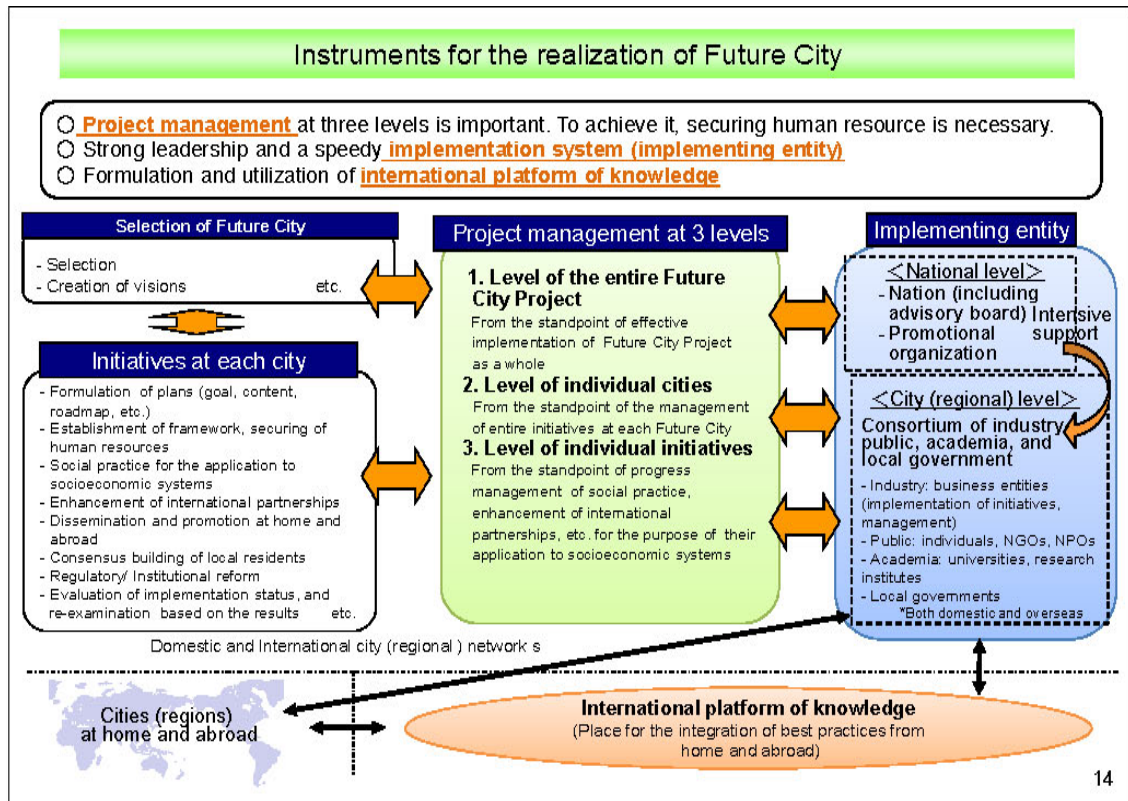 Instruments for the realization of Future City
○ Project management at three levels is important. To achieve it, securing human resource is necessary.
○ Strong leadership and a speedy implementation system (implementing entity)
○ Formulation and utilization of international platform of knowledge
Selection of Future City
- Selection
- Creation of visions etc.
Initiatives at each city
- Formulation of plans (goal, content,
roadmap, etc.)
- Establishment of framework, securing of
human resources
- Social practice for the application to
socioeconomic systems
- Enhancement of international partnerships
- Dissemination and promotion at home and
abroad
- Consensus building of local residents
- Regulatory/ Institutional reform
- Evaluation of implementation status, and
re-examination based on the results etc.
Project management at 3 levels
1. Level of the entire Future
City Project
From the standpoint of effective
implementation of Future City Project
as a whole
2. Level of individual cities
From the standpoint of the management
of entire initiatives at each Future City
3. Level of individual initiatives
From the standpoint of progress
management of social practice,
enhancement of international
partnerships, etc. for the purpose of their
application to socioeconomic systems
Implementing entity
＜National level＞
- Nation (including
advisory board)
- Promotional
organization
Intensive
support
＜City (regional) level＞
Consortium of industry,
public, academia, and
local government
- Industry: business entities
(implementation of initiatives,
management)
- Public: individuals, NGOs, NPOs
- Academia: universities, research
institutes
- Local governments
*Both domestic and overseas
Domestic and International city (regional ) network s
Cities (regions)
at home and abroad
International platform of knowledge
(Place for the integration of best practices from
home and abroad)
14